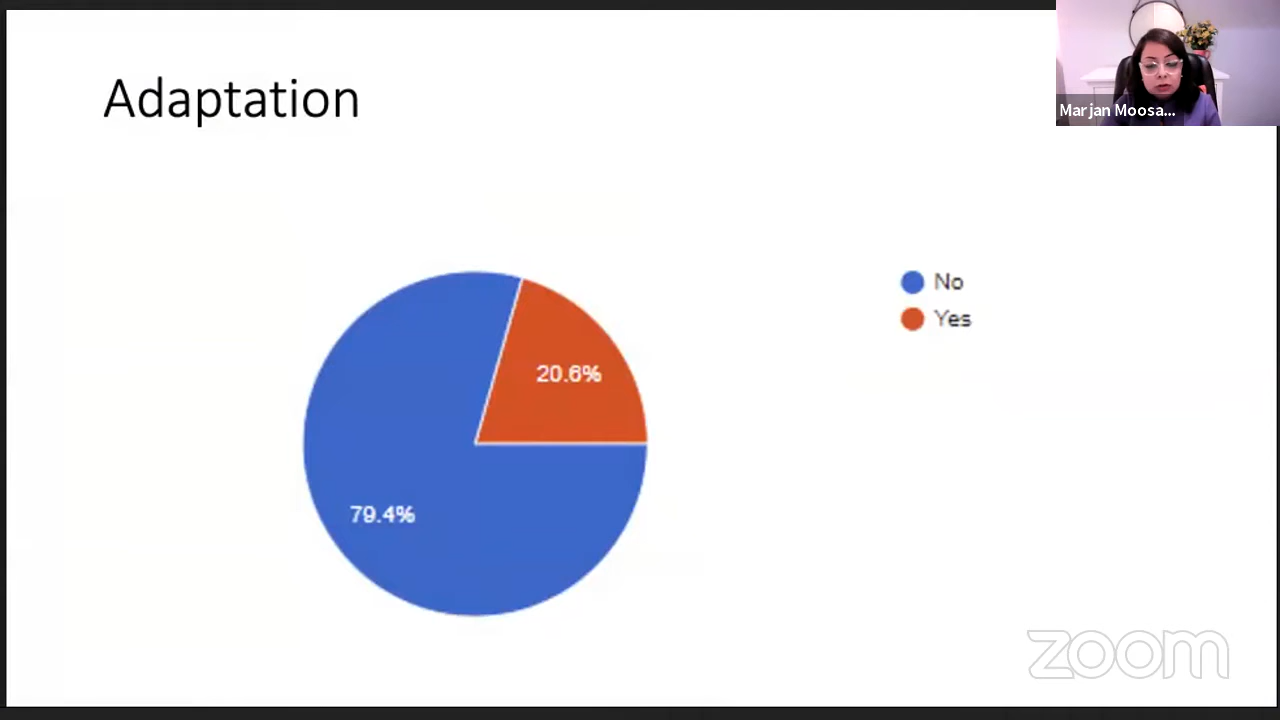 Adaptation
Marjan Moosa...
No
Yes
20.6%
79.4%
zoom